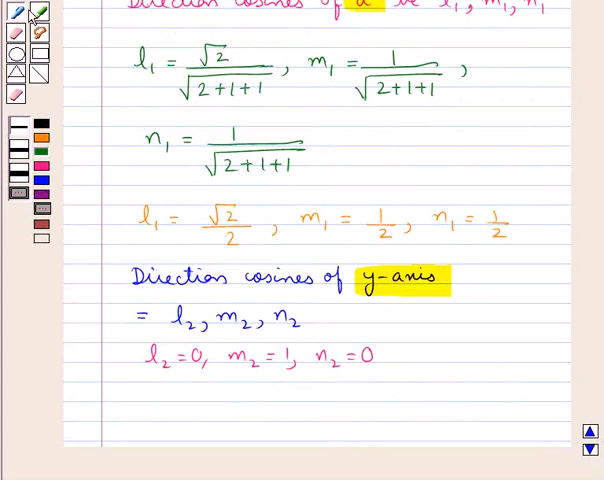 Direction cosines of a be l₁, m₁, n₁
l₁ = √2/√(2+1+1), m₁ = 1/√(2+1+1),
n₁ = 1/√(2+1+1)
l₁ = √2/2, m₁ = 1/2, n₁ = 1/2
Direction cosines of y-axis
= l₂, m₂, n₂
l₂ = 0, m₂ = 1, n₂ = 0